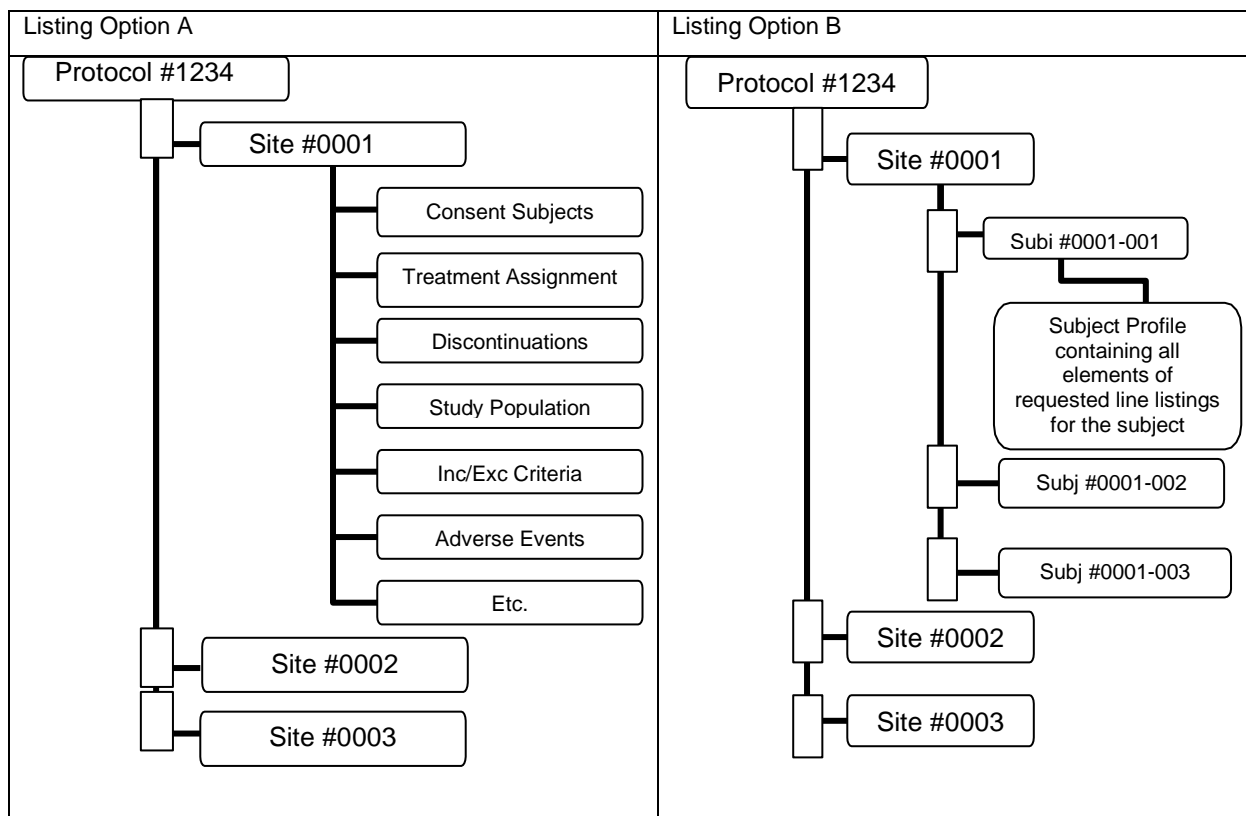 Listing Option A
Protocol #1234
Site #0001
Consent Subjects
Treatment Assignment
Discontinuations
Study Population
Inc/Exc Criteria
Adverse Events
Etc.
Site #0002
Site #0003
Listing Option B
Protocol #1234
Site #0001
Subi #0001-001
Subject Profile
containing all
elements of
requested line listings
for the subject
Subj #0001-002
Subj #0001-003
Site #0002
Site #0003